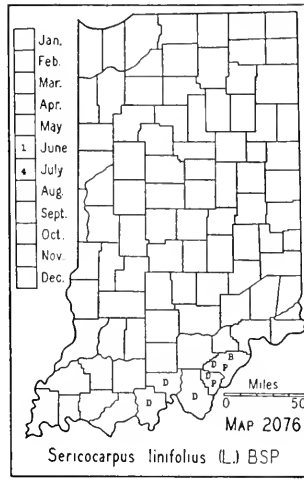 Jan.
Feb.
Mar.
Apr.
May
1 June
4 July
Aug.
Sept.
Oct.
Nov.
Dec.
B
D P
D
D P
D D
Miles
0 50
MAP 2076
Sericocarpus linifolius (L.) BSP